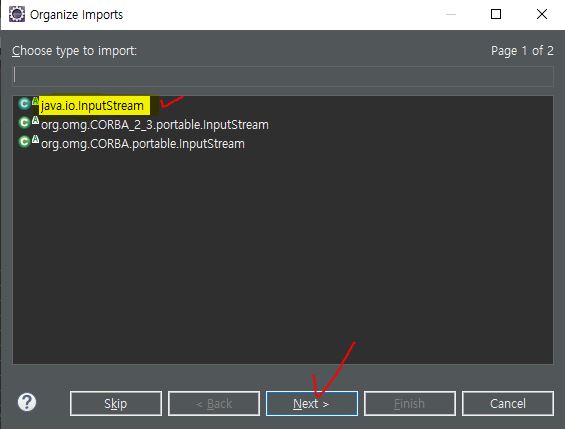 Organize Imports
Choose type to import:
Page 1 of 2
java.io.InputStream
org.omg.CORBA_2_3.portable.InputStream
org.omg.CORBA.portable.InputStream
Skip
< Back
Next >
Finish
Cancel